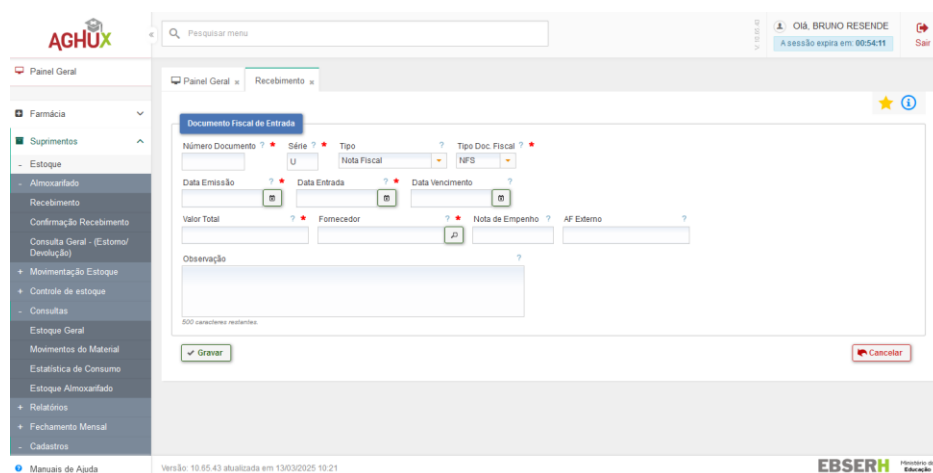 AGHUX
«
Pesquisar menu
Olá, BRUNO RESENDE
A sessão expira em: 00:54:11
Sair
Painel Geral
Farmácia
Suprimentos
- Estoque
- Almoxarifado
Recebimento
Confirmação Recebimento
Consulta Geral - (Estorno/
Devolução)
+ Movimentação Estoque
+ Controle de estoque
- Consultas
Estoque Geral
Movimentos do Material
Estatística de Consumo
Estoque Almoxarifado
+ Relatórios
+ Fechamento Mensal
- Cadastros
Manuais de Ajuda
Painel Geral x Recebimento x
Documento Fiscal de Entrada
Número Documento ? * Série ? * Tipo ? Tipo Doc. Fiscal ? *
U Nota Fiscal NFS
Data Emissão ? * Data Entrada ? * Data Vencimento ?
Valor Total ? * Fornecedor ? * Nota de Empenho ? AF Externo ?
Observação ?
500 caracteres restantes.
Gravar Cancelar
Versão: 10.65.43 atualizada em 13/03/2025 10:21
EBSERH
Ministério da
Educação